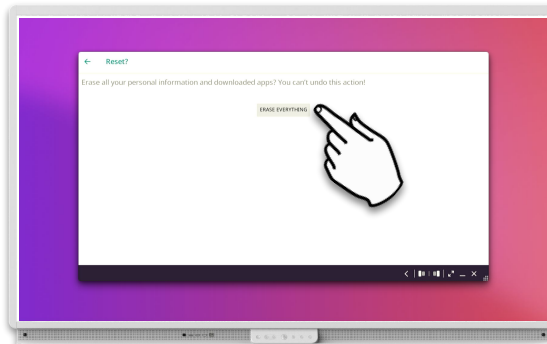 Reset?
Erase all your personal information and downloaded apps? You can't undo this action!
ERASE EVERYTHING